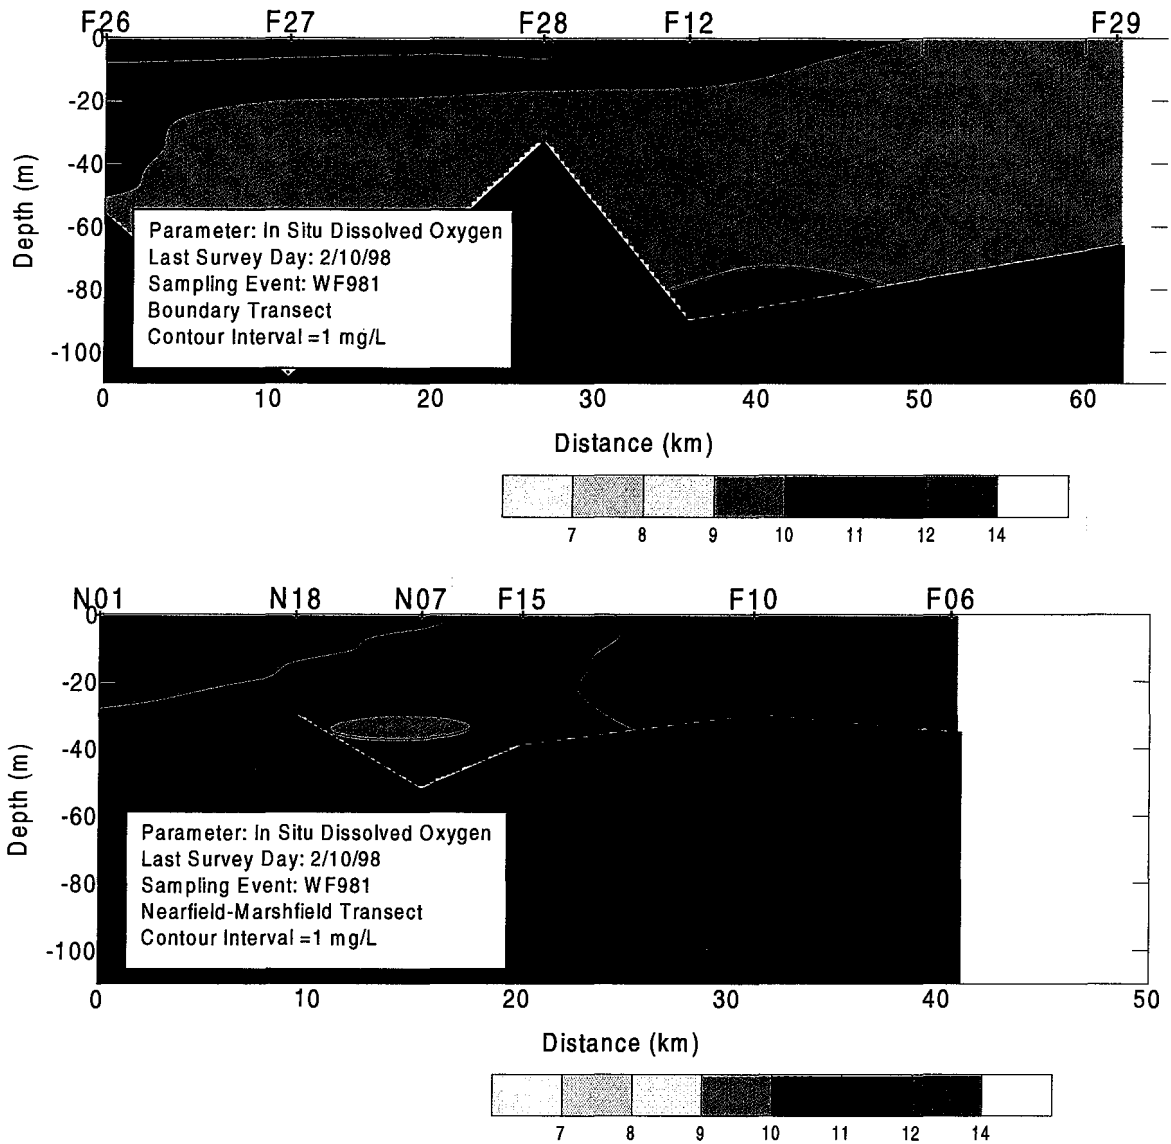 F26 F27 F28 F12 F29
0
-20
-40
-60
-80
-100
Depth (m)
Parameter: In Situ Dissolved Oxygen
Last Survey Day: 2/10/98
Sampling Event: WF981
Boundary Transect
Contour Interval =1 mg/L
0 10 20 30 40 50 60
Distance (km)
7 8 9 10 11 12 14
N01 N18 N07 F15 F10 F06
0
-20
-40
-60
-80
-100
Depth (m)
Parameter: In Situ Dissolved Oxygen
Last Survey Day: 2/10/98
Sampling Event: WF981
Nearfield-Marshfield Transect
Contour Interval =1 mg/L
0 10 20 30 40 50
Distance (km)
7 8 9 10 11 12 14